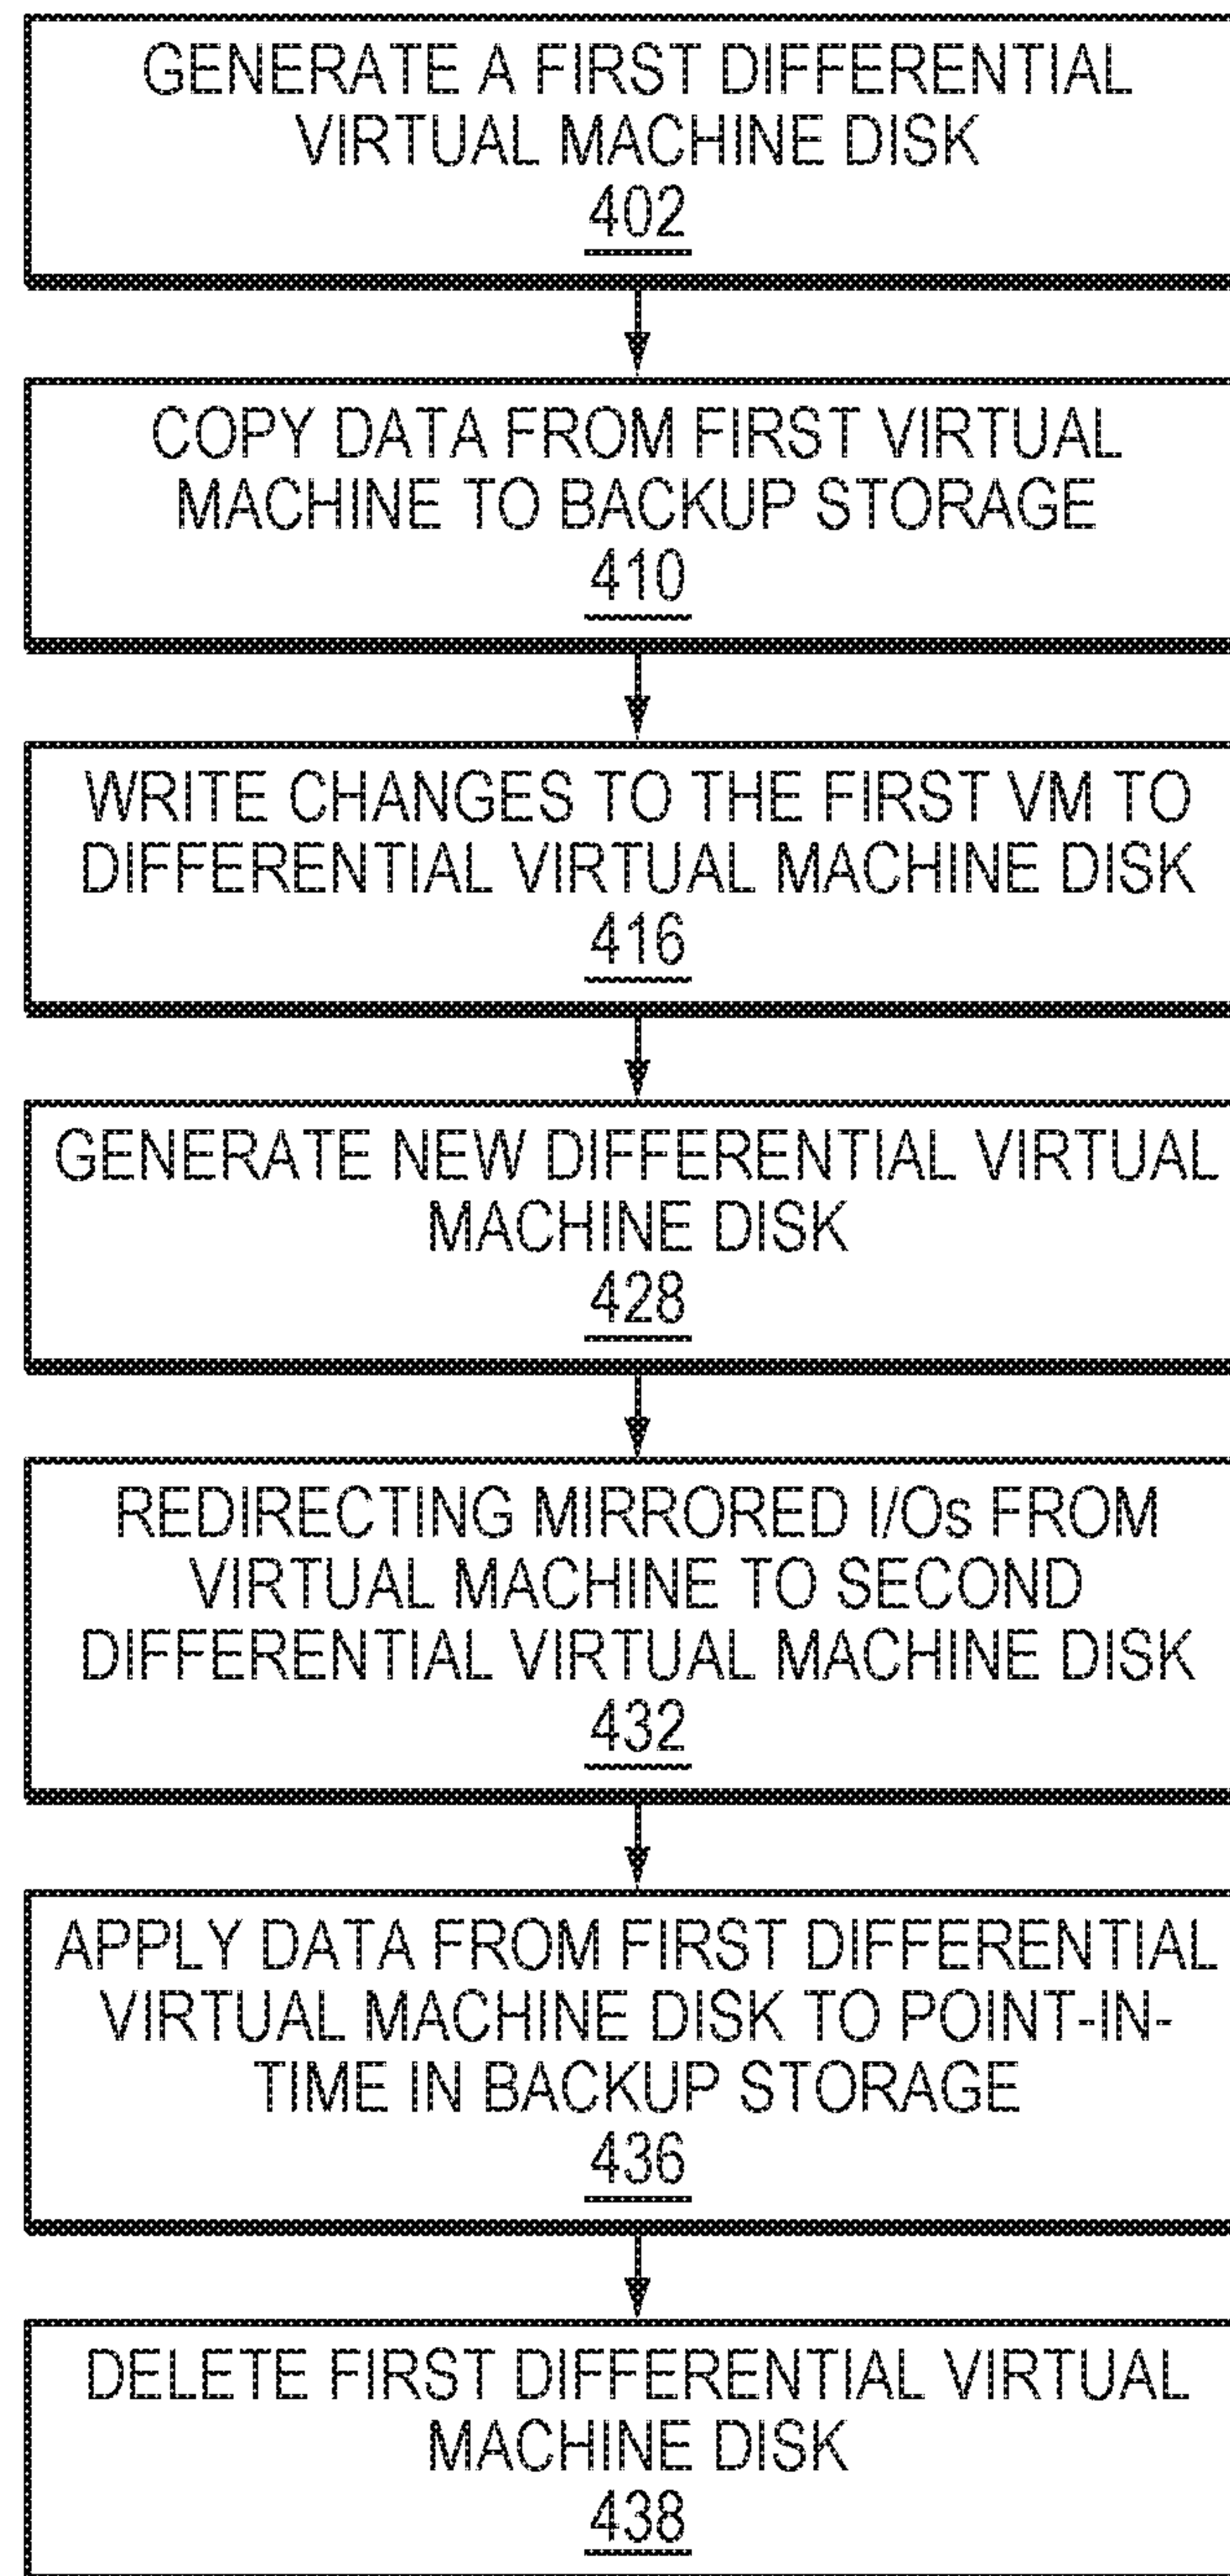 GENERATE A FIRST DIFFERENTIAL
VIRTUAL MACHINE DISK
402
COPY DATA FROM FIRST VIRTUAL
MACHINE TO BACKUP STORAGE
410
WRITE CHANGES TO THE FIRST VM TO
DIFFERENTIAL VIRTUAL MACHINE DISK
416
GENERATE NEW DIFFERENTIAL VIRTUAL
MACHINE DISK
428
REDIRECTING MIRRORED I/Os FROM
VIRTUAL MACHINE TO SECOND
DIFFERENTIAL VIRTUAL MACHINE DISK
432
APPLY DATA FROM FIRST DIFFERENTIAL
VIRTUAL MACHINE DISK TO POINT-IN-
TIME IN BACKUP STORAGE
436
DELETE FIRST DIFFERENTIAL VIRTUAL
MACHINE DISK
438